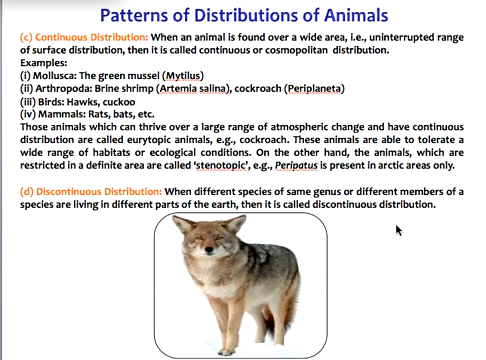 Patterns of Distributions of Animals
(c) Continuous Distribution: When an animal is found over a wide area, i.e., uninterrupted range
of surface distribution, then it is called continuous or cosmopolitan distribution.
Examples:
(i) Mollusca: The green mussel (Mytilus)
(ii) Arthropoda: Brine shrimp (Artemia salina), cockroach (Periplaneta)
(iii) Birds: Hawks, cuckoo
(iv) Mammals: Rats, bats, etc.
Those animals which can thrive over a large range of atmospheric change and have continuous
distribution are called eurytopic animals, e.g., cockroach. These animals are able to tolerate a
wide range of habitats or ecological conditions. On the other hand, the animals, which are
restricted in a definite area are called ‘stenotopic’, e.g., Peripatus is present in arctic areas only.
(d) Discontinuous Distribution: When different species of same genus or different members of a
species are living in different parts of the earth, then it is called discontinuous distribution.